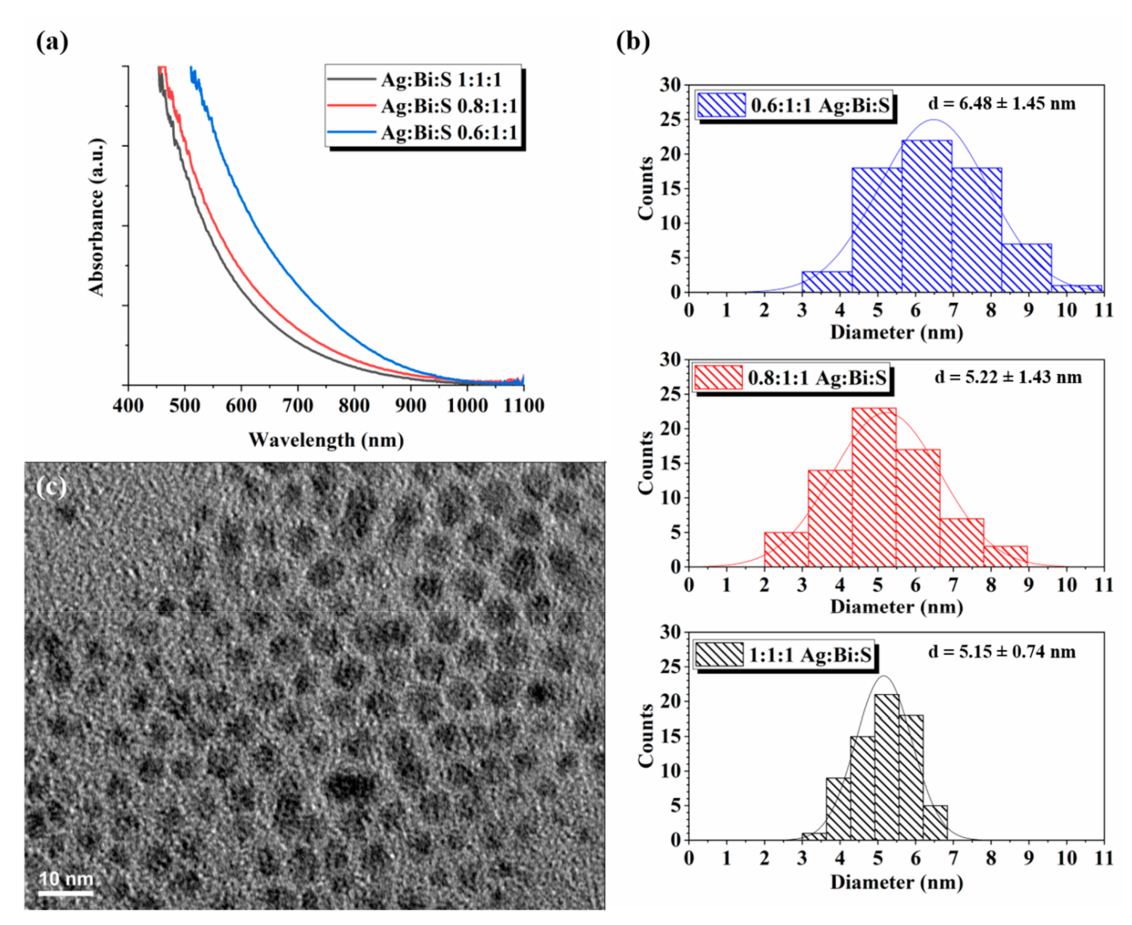 (a)
Ag:Bi:S 1:1:1
Ag:Bi:S 0.8:1:1
Ag:Bi:S 0.6:1:1
Absorbance (a.u.)
400 500 600 700 800 900 1000 1100
Wavelength (nm)
(b)
0.6:1:1 Ag:Bi:S
d = 6.48 ± 1.45 nm
Counts
30
25
20
15
10
5
0
0 1 2 3 4 5 6 7 8 9 10 11
Diameter (nm)
0.8:1:1 Ag:Bi:S
d = 5.22 ± 1.43 nm
Counts
30
25
20
15
10
5
0
0 1 2 3 4 5 6 7 8 9 10 11
Diameter (nm)
1:1:1 Ag:Bi:S
d = 5.15 ± 0.74 nm
Counts
30
25
20
15
10
5
0
0 1 2 3 4 5 6 7 8 9 10 11
Diameter (nm)
(c)
10 nm